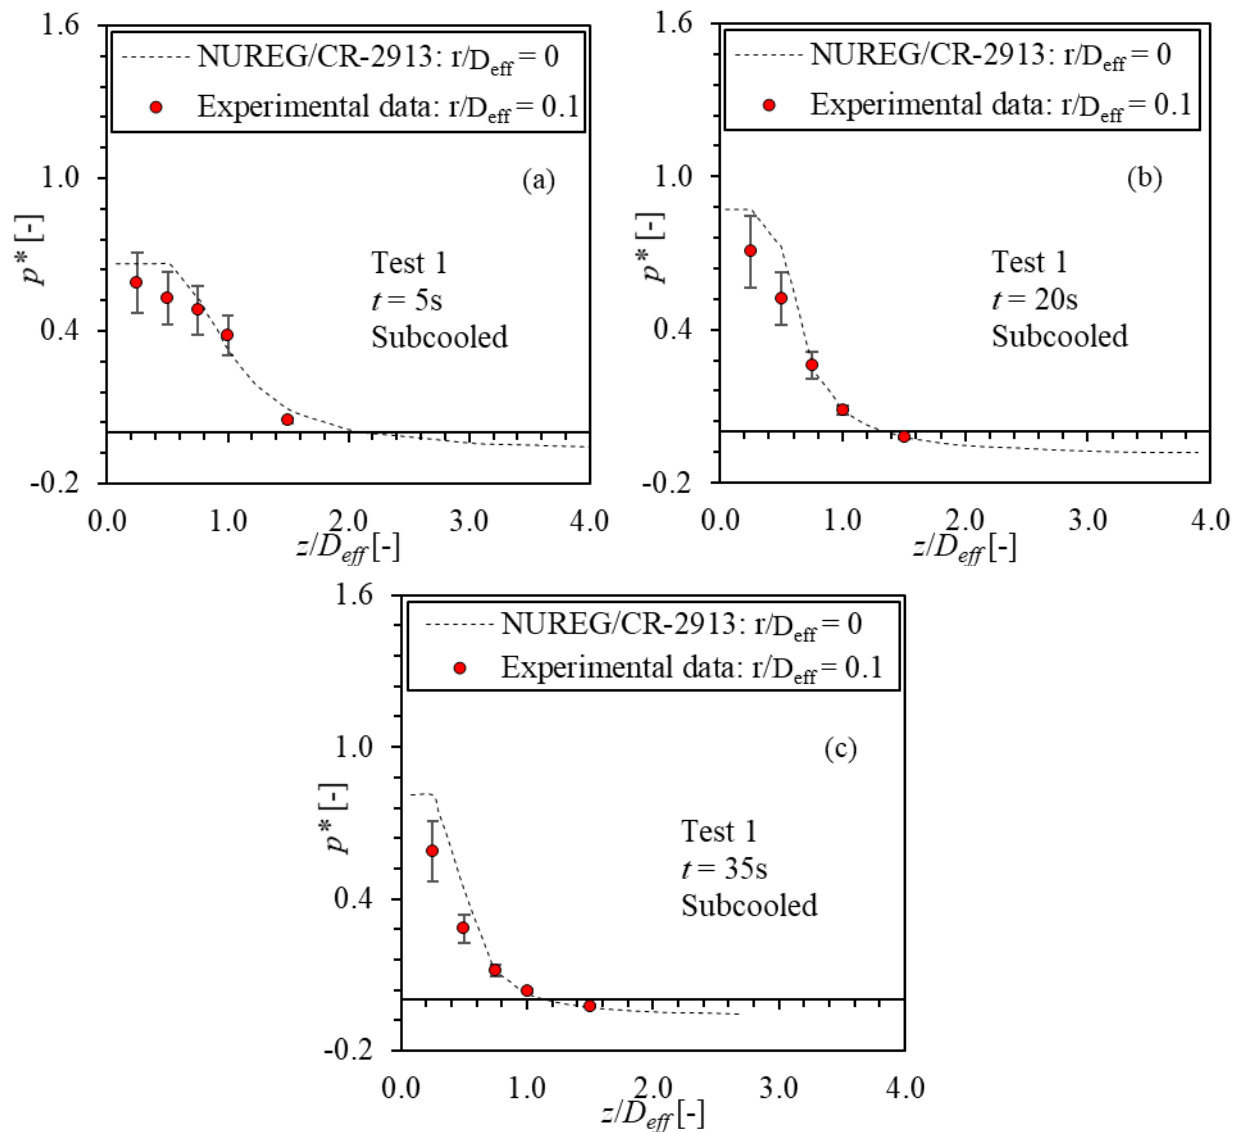 1.6
NUREG/CR-2913: r/Deff = 0
Experimental data: r/Deff = 0.1
1.0
(a)
p* [-]
Test 1
t = 5s
0.4
Subcooled
-0.2
0.0 1.0 2.0 3.0 4.0
z/Deff [-]
1.6
NUREG/CR-2913: r/Deff = 0
Experimental data: r/Deff = 0.1
1.0
(b)
p* [-]
Test 1
t = 20s
0.4
Subcooled
-0.2
0.0 1.0 2.0 3.0 4.0
z/Deff [-]
1.6
NUREG/CR-2913: r/Deff = 0
Experimental data: r/Deff = 0.1
1.0
(c)
p* [-]
Test 1
t = 35s
0.4
Subcooled
-0.2
0.0 1.0 2.0 3.0 4.0
z/Deff [-]